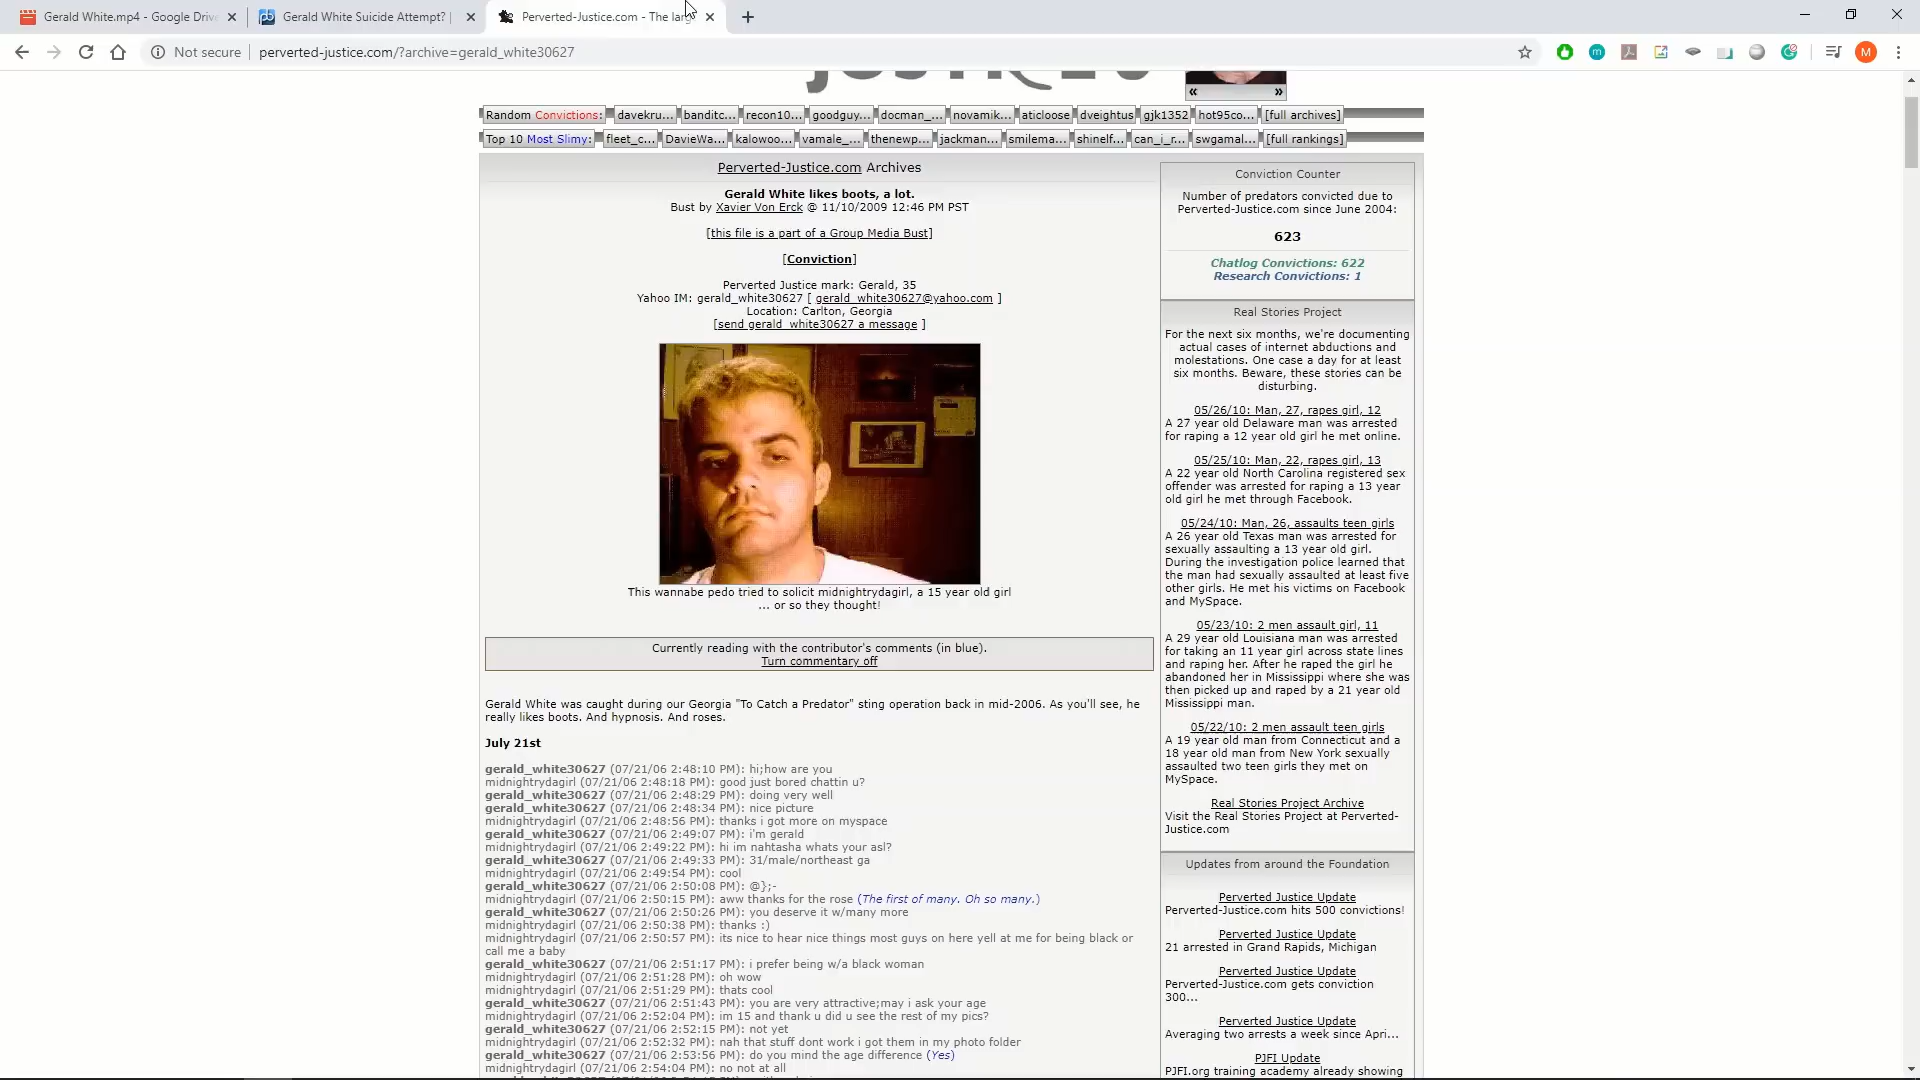 Gerald White.mp4 - Google Driv
Gerald White Suicide Attempt? |
Perverted-Justice.com - The larg
Not secure
perverted-justice.com/?archive=gerald_white30627
M
« »
Random Convictions: davekru... banditc... recon10... goodguy... docman_... novamik... aticloose dveightus gjk1352 hot95co... [full archives]
Top 10 Most Slimy: fleet_c... DavieWa... kalowoo... vamale_... thenewp... jackman... smilema... shinelf... can_i_r... swgamal... [full rankings]
Perverted-Justice.com Archives
Gerald White likes boots, a lot.
Bust by Xavier Von Erck @ 11/10/2009 12:46 PM PST
[this file is a part of a Group Media Bust]
[Conviction]
Perverted Justice mark: Gerald, 35
Yahoo IM: gerald_white30627 [ gerald_white30627@yahoo.com ]
Location: Carlton, Georgia
[send gerald_white30627 a message ]
This wannabe pedo tried to solicit midnightrydagirl, a 15 year old girl
... or so they thought!
Currently reading with the contributor's comments (in blue).
Turn commentary off
Gerald White was caught during our Georgia "To Catch a Predator" sting operation back in mid-2006. As you'll see, he
really likes boots. And hypnosis. And roses.
July 21st
gerald_white30627 (07/21/06 2:48:10 PM): hi;how are you
midnightrydagirl (07/21/06 2:48:18 PM): good just bored chattin u?
gerald_white30627 (07/21/06 2:48:29 PM): doing very well
gerald_white30627 (07/21/06 2:48:34 PM): nice picture
midnightrydagirl (07/21/06 2:48:56 PM): thanks i got more on myspace
gerald_white30627 (07/21/06 2:49:07 PM): i'm gerald
midnightrydagirl (07/21/06 2:49:22 PM): hi im nahtasha whats your asl?
gerald_white30627 (07/21/06 2:49:33 PM): 31/male/northeast ga
midnightrydagirl (07/21/06 2:49:54 PM): cool
gerald_white30627 (07/21/06 2:50:08 PM): @};-
midnightrydagirl (07/21/06 2:50:15 PM): aww thanks for the rose (The first of many. Oh so many.)
gerald_white30627 (07/21/06 2:50:26 PM): you deserve it w/many more
midnightrydagirl (07/21/06 2:50:38 PM): thanks :)
midnightrydagirl (07/21/06 2:50:57 PM): its nice to hear nice things most guys on here yell at me for being black or
call me a baby
gerald_white30627 (07/21/06 2:51:17 PM): i prefer being w/a black woman
midnightrydagirl (07/21/06 2:51:28 PM): oh wow
midnightrydagirl (07/21/06 2:51:29 PM): thats cool
gerald_white30627 (07/21/06 2:51:43 PM): you are very attractive;may i ask your age
midnightrydagirl (07/21/06 2:52:04 PM): im 15 and thank u did u see the rest of my pics?
gerald_white30627 (07/21/06 2:52:15 PM): not yet
midnightrydagirl (07/21/06 2:52:32 PM): nah that stuff dont work i got them in my photo folder
gerald_white30627 (07/21/06 2:53:56 PM): do you mind the age difference (Yes)
midnightrydagirl (07/21/06 2:54:04 PM): no not at all
Conviction Counter
Number of predators convicted due to
Perverted-Justice.com since June 2004:
623
Chatlog Convictions: 622
Research Convictions: 1
Real Stories Project
For the next six months, we're documenting
actual cases of internet abductions and
molestations. One case a day for at least
six months. Beware, these stories can be
disturbing.
05/26/10: Man, 27, rapes girl, 12
A 27 year old Delaware man was arrested
for raping a 12 year old girl he met online.
05/25/10: Man, 22, rapes girl, 13
A 22 year old North Carolina registered sex
offender was arrested for raping a 13 year
old girl he met through Facebook.
05/24/10: Man, 26, assaults teen girls
A 26 year old Texas man was arrested for
sexually assaulting a 13 year old girl.
During the investigation police learned that
the man had sexually assaulted at least five
other girls. He met his victims on Facebook
and MySpace.
05/23/10: 2 men assault girl, 11
A 29 year old Louisiana man was arrested
for taking an 11 year girl across state lines
and raping her. After he raped the girl he
abandoned her in Mississippi where she was
then picked up and raped by a 21 year old
Mississippi man.
05/22/10: 2 men assault teen girls
A 19 year old man from Connecticut and a
18 year old man from New York sexually
assaulted two teen girls they met on
MySpace.
Real Stories Project Archive
Visit the Real Stories Project at Perverted-
Justice.com
Updates from around the Foundation
Perverted Justice Update
Perverted-Justice.com hits 500 convictions!
Perverted Justice Update
21 arrested in Grand Rapids, Michigan
Perverted Justice Update
Perverted-Justice.com gets conviction
300...
Perverted Justice Update
Averaging two arrests a week since Apri...
PJFI Update
PJFI.org training academy already showing